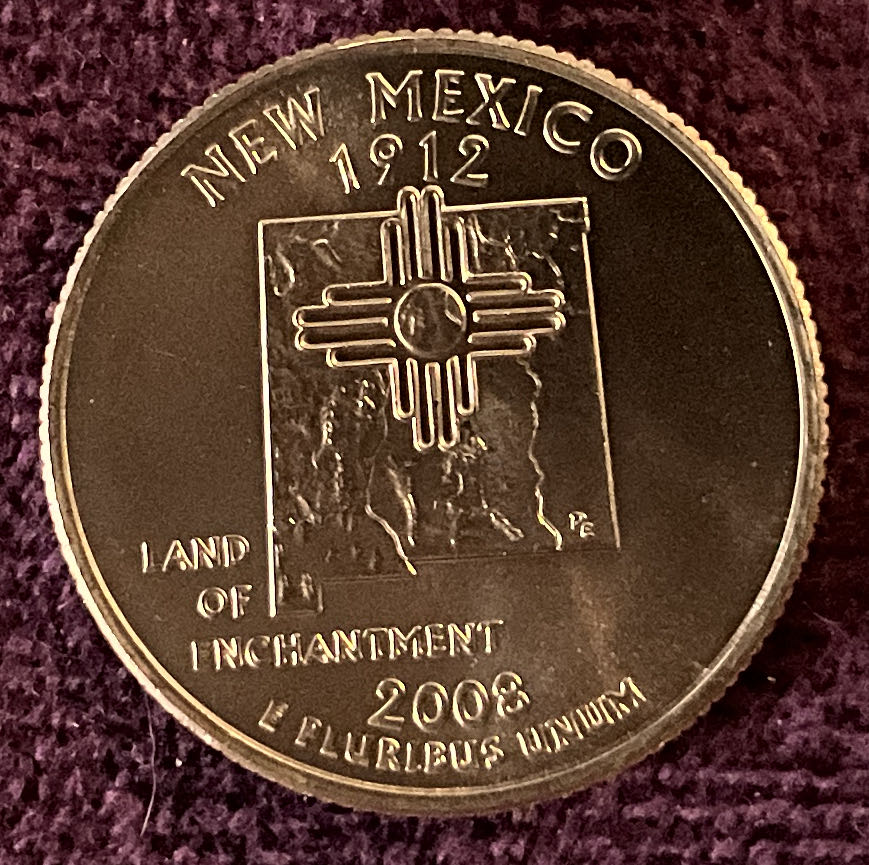 NEW MEXICO
1912
LAND
OF
ENCHANTMENT
2008
E PLURIBUS UNUM